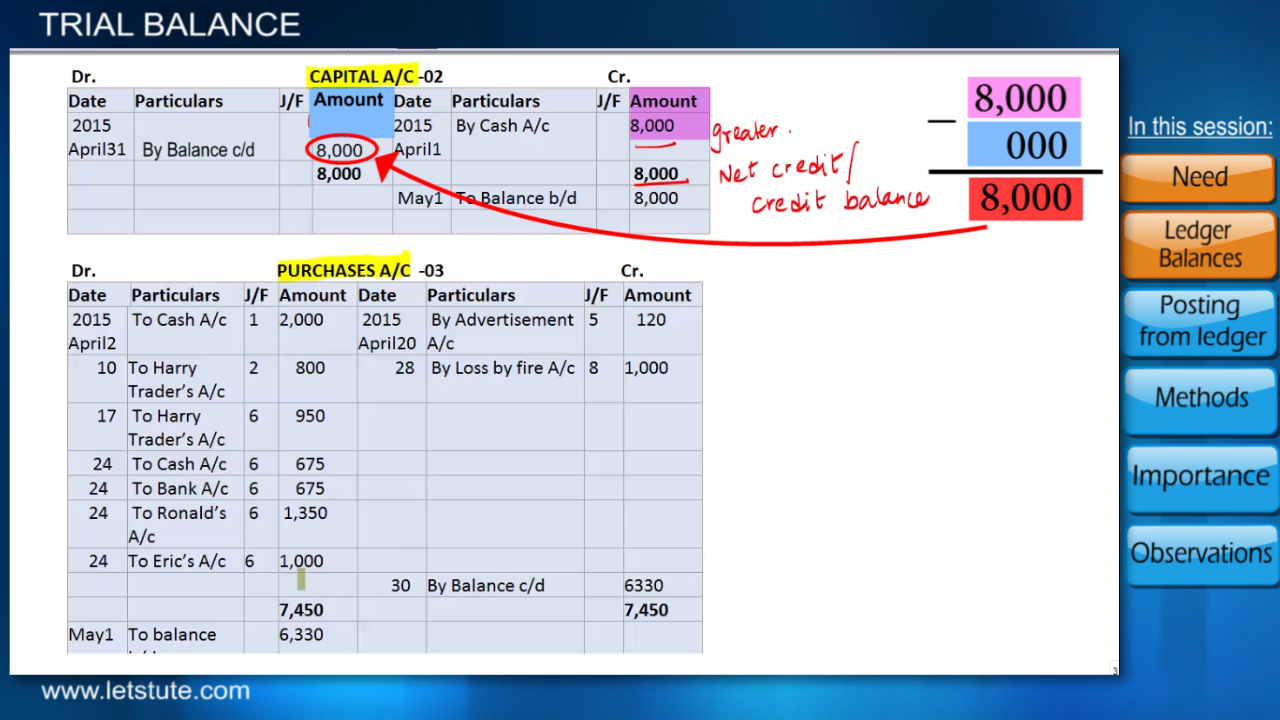 TRIAL BALANCE
Dr. CAPITAL A/C -02 Cr.
Date Particulars J/F Amount Date Particulars J/F Amount
2015 2015 By Cash A/c 8,000
April31 By Balance c/d 8,000 April1
8,000 8,000
May1 To Balance b/d 8,000
greater.
Net credit/
credit balance
8,000
— 000
8,000
Dr. PURCHASES A/C -03 Cr.
Date Particulars J/F Amount Date Particulars J/F Amount
2015 To Cash A/c 1 2,000 2015 By Advertisement 5 120
April2 April20 A/c
10 To Harry 2 800 28 By Loss by fire A/c 8 1,000
Trader's A/c
17 To Harry 6 950
Trader's A/c
24 To Cash A/c 6 675
24 To Bank A/c 6 675
24 To Ronald's 6 1,350
A/c
24 To Eric's A/c 6 1,000
30 By Balance c/d 6330
7,450 7,450
May1 To balance 6,330
3
In this session:
Need
Ledger
Balances
Posting
from ledger
Methods
Importance
Observations
www.letstute.com